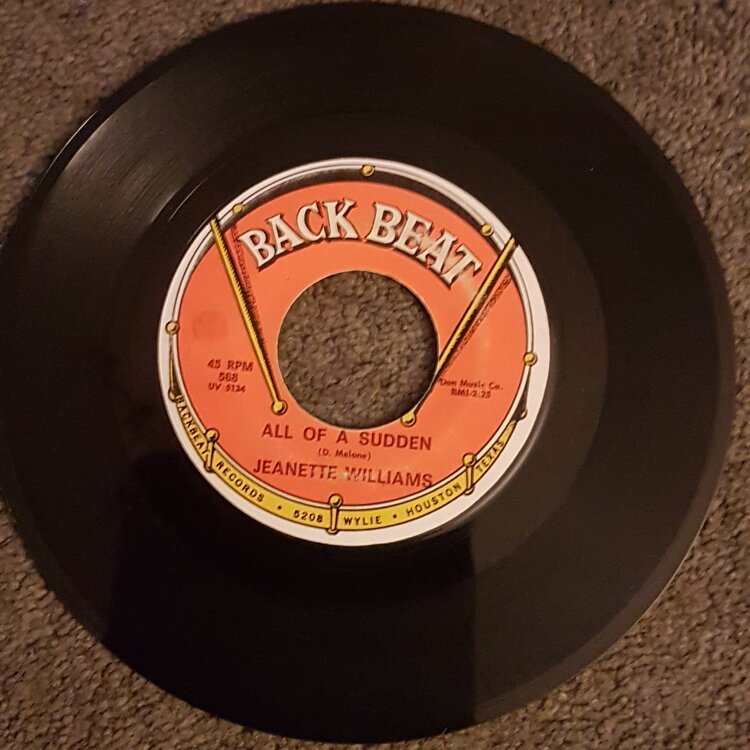 BACK BEAT
45 RPM
568
UV 5134
Don Music Co.
BMI-2:25
ALL OF A SUDDEN
(D. Malone)
JEANETTE WILLIAMS
BACKBEAT RECORDS • 5208 WYLIE • HOUSTON TEXAS